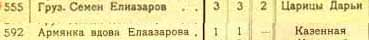 555 Груз. Семен Елиазаров . . 3 3 2 Царицы Дарьи
592 Армянка вдова Елаазарова . 1 1 — Казенная